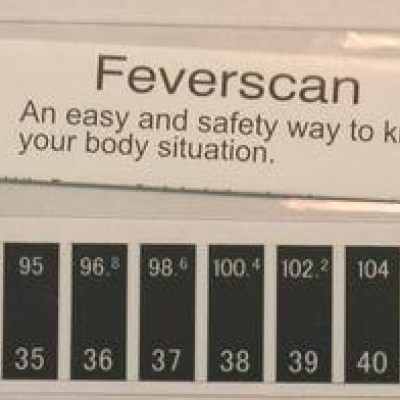 Feverscan
An easy and safety way to
your body situation.
95 96.8 98.6 100.4 102.2 104
35 36 37 38 39 40